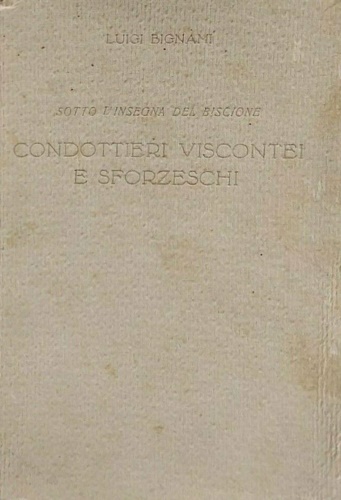 LUIGI BIGNAMI
SOTTO L'INSEGNA DEL BISCIONE
CONDOTTIERI VISCONTEI
E SFORZESCHI